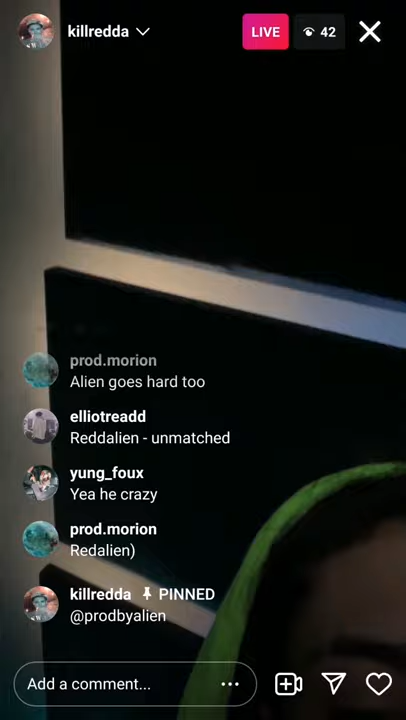 killredda
LIVE
42
prod.morion
Alien goes hard too
elliotreadd
Reddalien - unmatched
yung_foux
Yea he crazy
prod.morion
Redalien)
killredda PINNED
@prodbyalien
Add a comment...